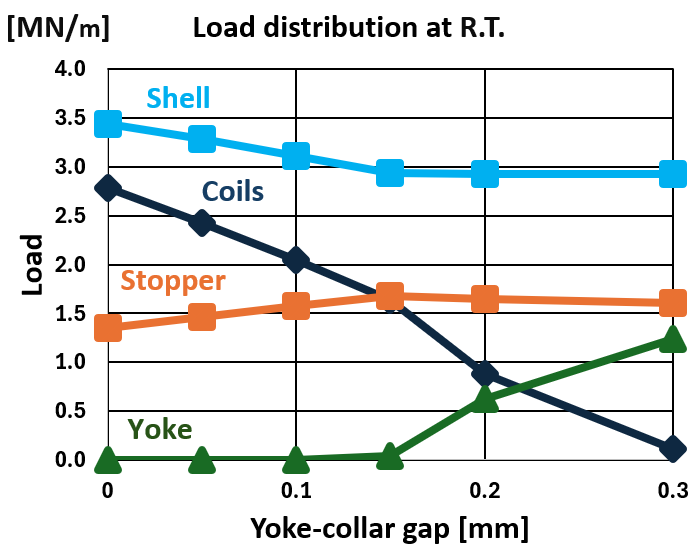 [MN/m]
Load distribution at R.T.
4.0
Shell
3.5
3.0
Coils
2.5
Load
2.0
Stopper
1.5
1.0
Yoke
0.5
0.0
0 0.1 0.2 0.3
Yoke-collar gap [mm]